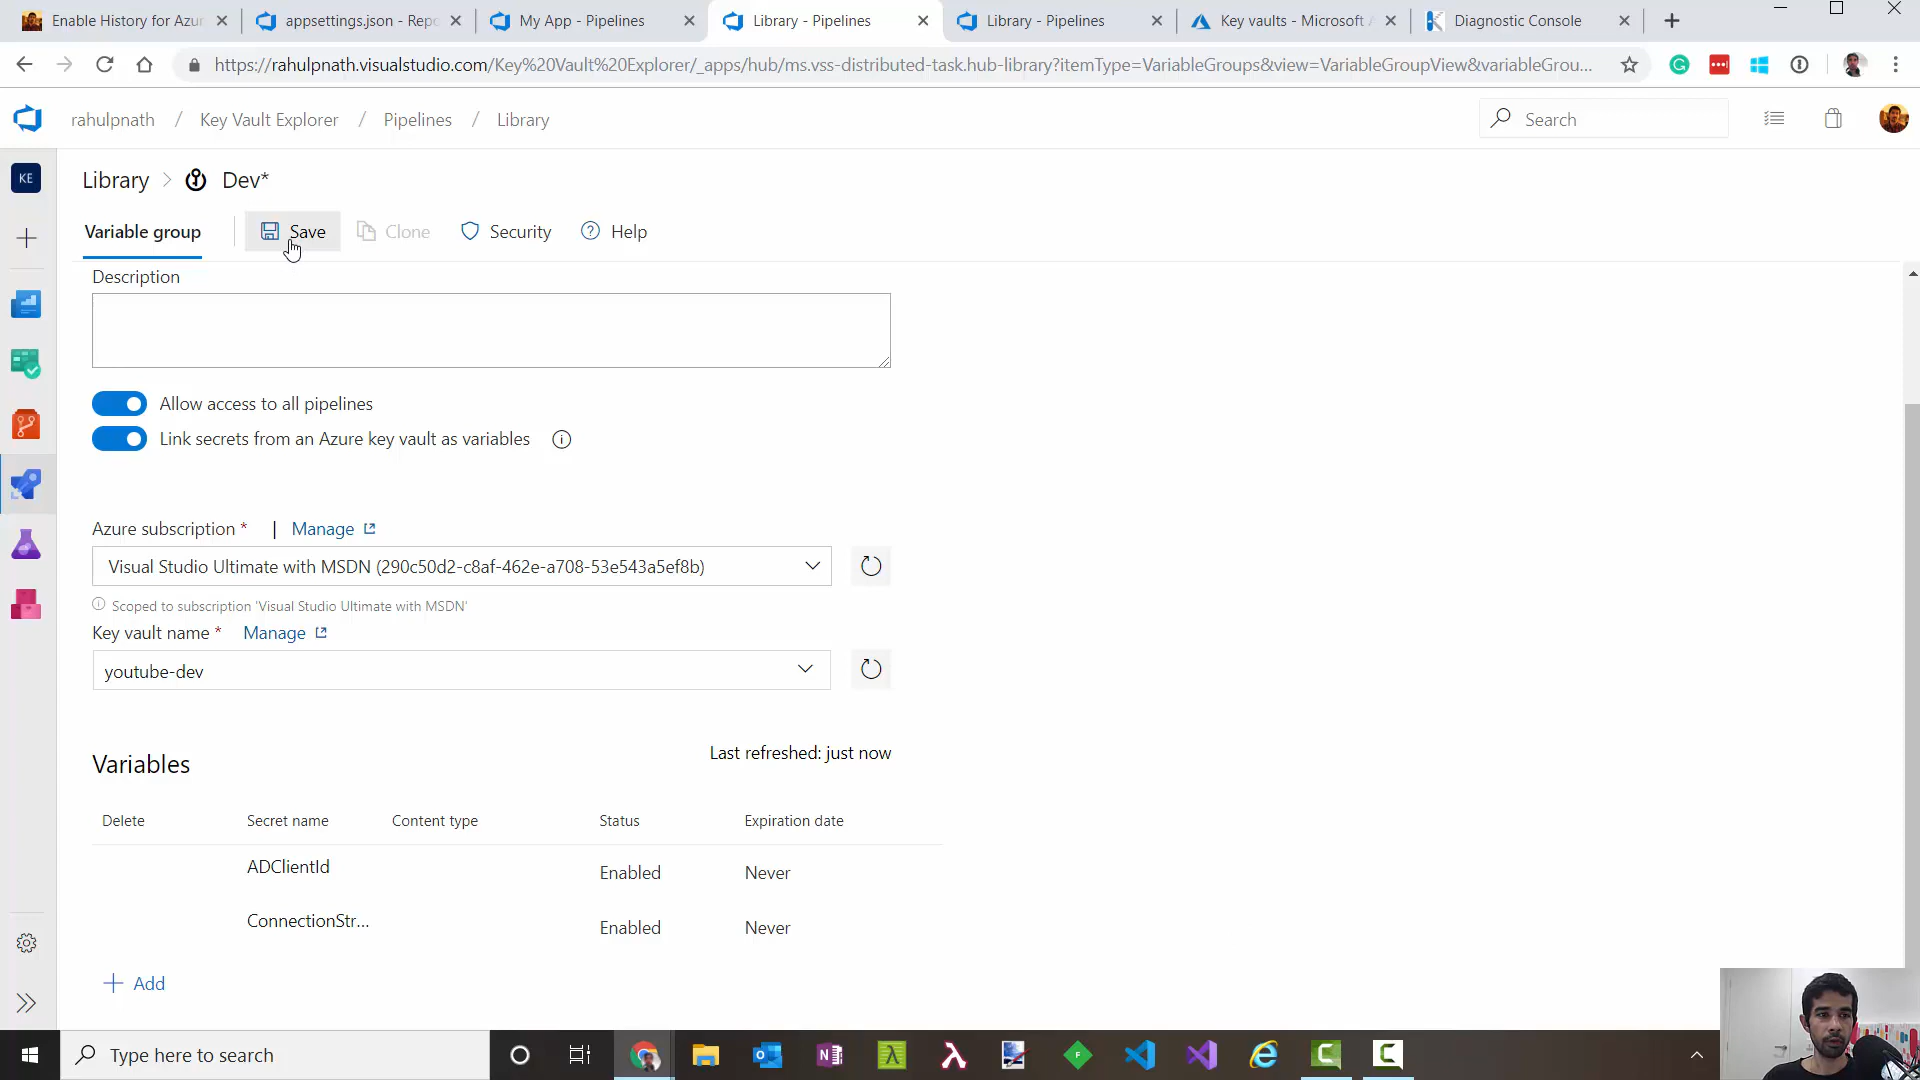 Enable History for Azur
appsettings.json - Repo
My App - Pipelines
Library - Pipelines
Library - Pipelines
Key vaults - Microsoft A
Diagnostic Console
https://rahulpnath.visualstudio.com/Key%20Vault%20Explorer/_apps/hub/ms.vss-distributed-task.hub-library?itemType=VariableGroups&view=VariableGroupView&variableGrou...
rahulpnath / Key Vault Explorer / Pipelines / Library
Search
KE
Library > Dev*
Variable group
Save
Clone
Security
Help
Description
Allow access to all pipelines
Link secrets from an Azure key vault as variables
Azure subscription * | Manage
Visual Studio Ultimate with MSDN (290c50d2-c8af-462e-a708-53e543a5ef8b)
Scoped to subscription 'Visual Studio Ultimate with MSDN'
Key vault name * Manage
youtube-dev
Variables
Last refreshed: just now
Delete Secret name Content type Status Expiration date
ADClientId Enabled Never
ConnectionStr... Enabled Never
+ Add
Type here to search